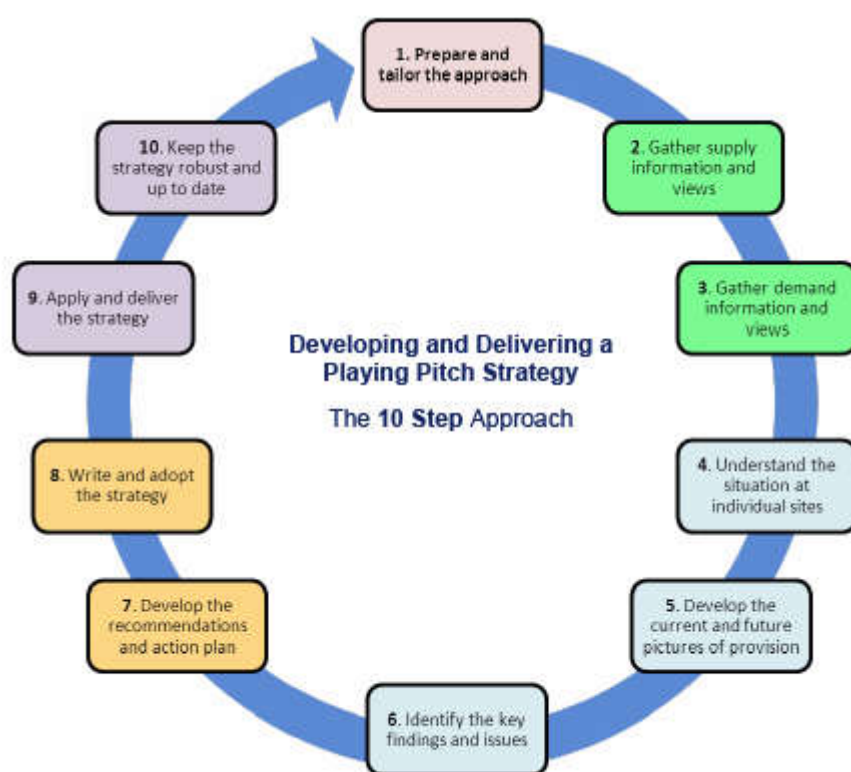 1. Prepare and
tailor the approach
2. Gather supply
information and
views
3. Gather demand
information and
views
4. Understand the
situation at
individual sites
5. Develop the
current and future
pictures of provision
6. Identify the key
findings and issues
7. Develop the
recommendations
and action plan
8. Write and adopt
the strategy
9. Apply and deliver
the strategy
10. Keep the
strategy robust and
up to date
Developing and Delivering a
Playing Pitch Strategy
The 10 Step Approach